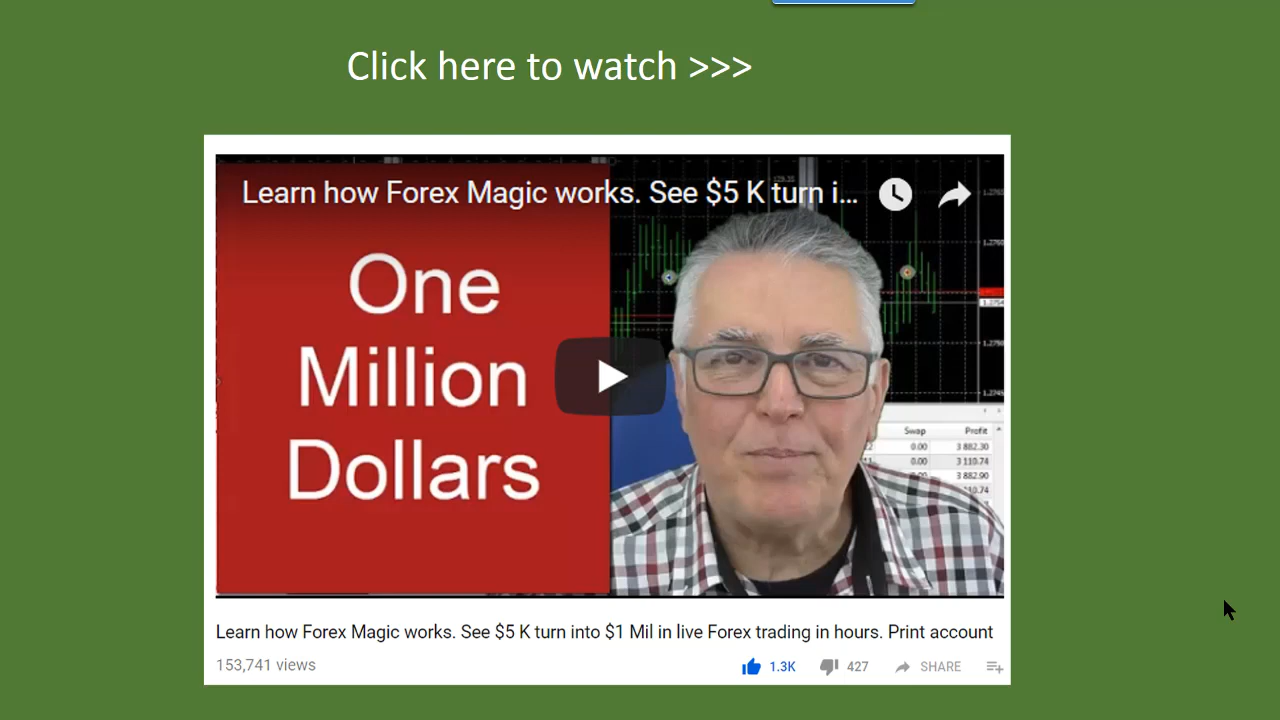 Click here to watch >>>
Learn how Forex Magic works. See $5 K turn i...
One
Million
Dollars
Swap Profit
0.00 3 882.30
0.00 3 110.74
0.00 3 882.90
Learn how Forex Magic works. See $5 K turn into $1 Mil in live Forex trading in hours. Print account
153,741 views
1.3K
427
SHARE